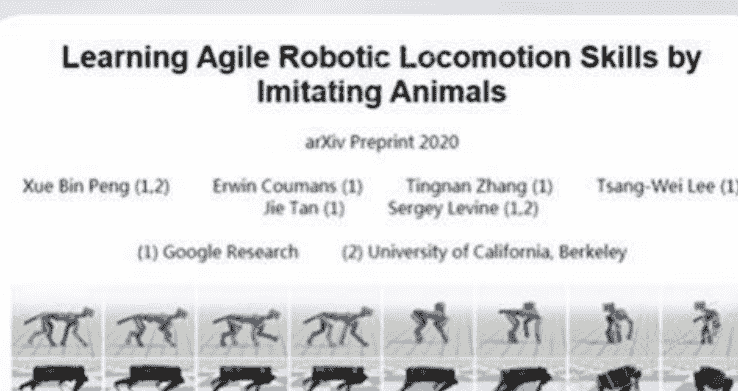 Learning Agile Robotic Locomotion Skills by
Imitating Animals
arXiv Preprint 2020
Xue Bin Peng (1,2) Erwin Coumans (1) Tingnan Zhang (1) Tsang-Wei Lee (1)
Jie Tan (1) Sergey Levine (1,2)
(1) Google Research (2) University of California, Berkeley